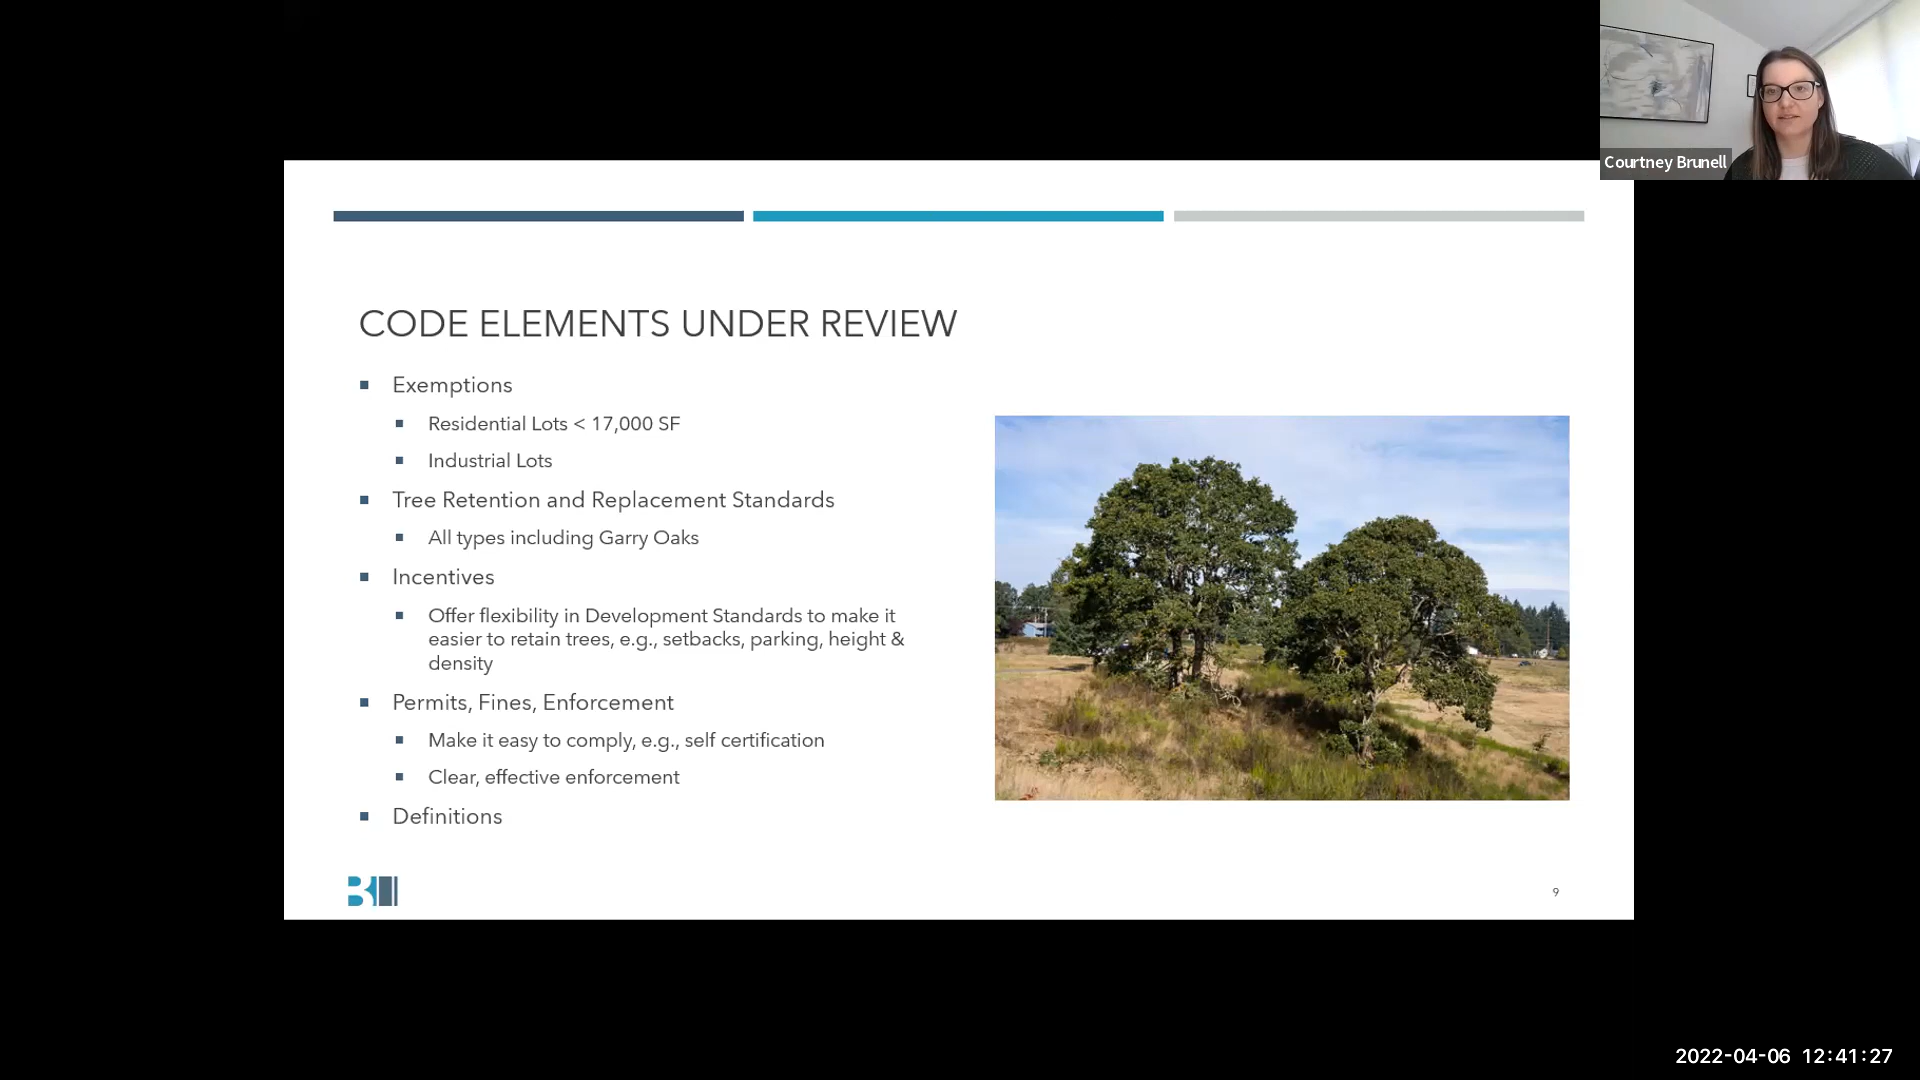 Courtney Brunell
CODE ELEMENTS UNDER REVIEW
Exemptions
Residential Lots < 17,000 SF
Industrial Lots
Tree Retention and Replacement Standards
All types including Garry Oaks
Incentives
Offer flexibility in Development Standards to make it
easier to retain trees, e.g., setbacks, parking, height &
density
Permits, Fines, Enforcement
Make it easy to comply, e.g., self certification
Clear, effective enforcement
Definitions
9
2022-04-06 12:41:27